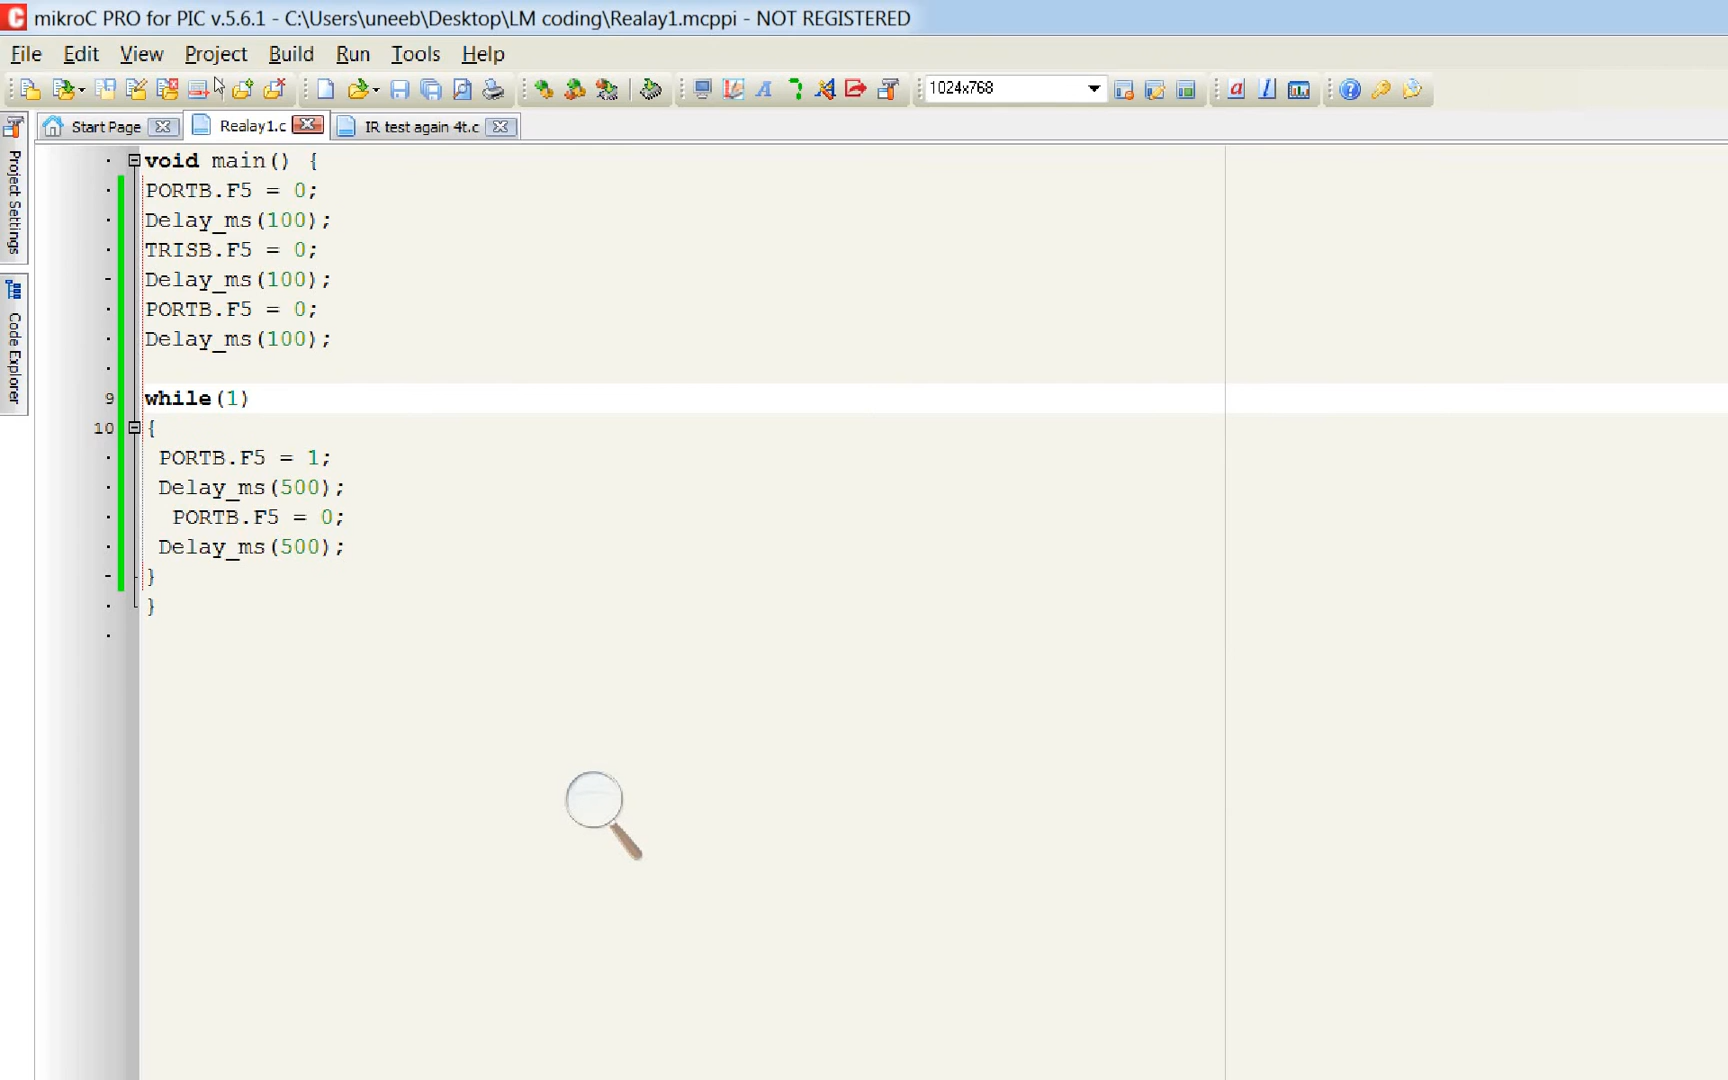 mikroC PRO for PIC v.5.6.1 - C:\Users\uneeb\Desktop\LM coding\Realay1.mcppi - NOT REGISTERED
File Edit View Project Build Run Tools Help
1024x768
Start Page Realay1.c IR test again 4t.c
Project Settings
Code Explorer
void main() {
PORTB.F5 = 0;
Delay_ms(100);
TRISB.F5 = 0;
Delay_ms(100);
PORTB.F5 = 0;
Delay_ms(100);
9 while(1)
10 {
PORTB.F5 = 1;
Delay_ms(500);
PORTB.F5 = 0;
Delay_ms(500);
}
}